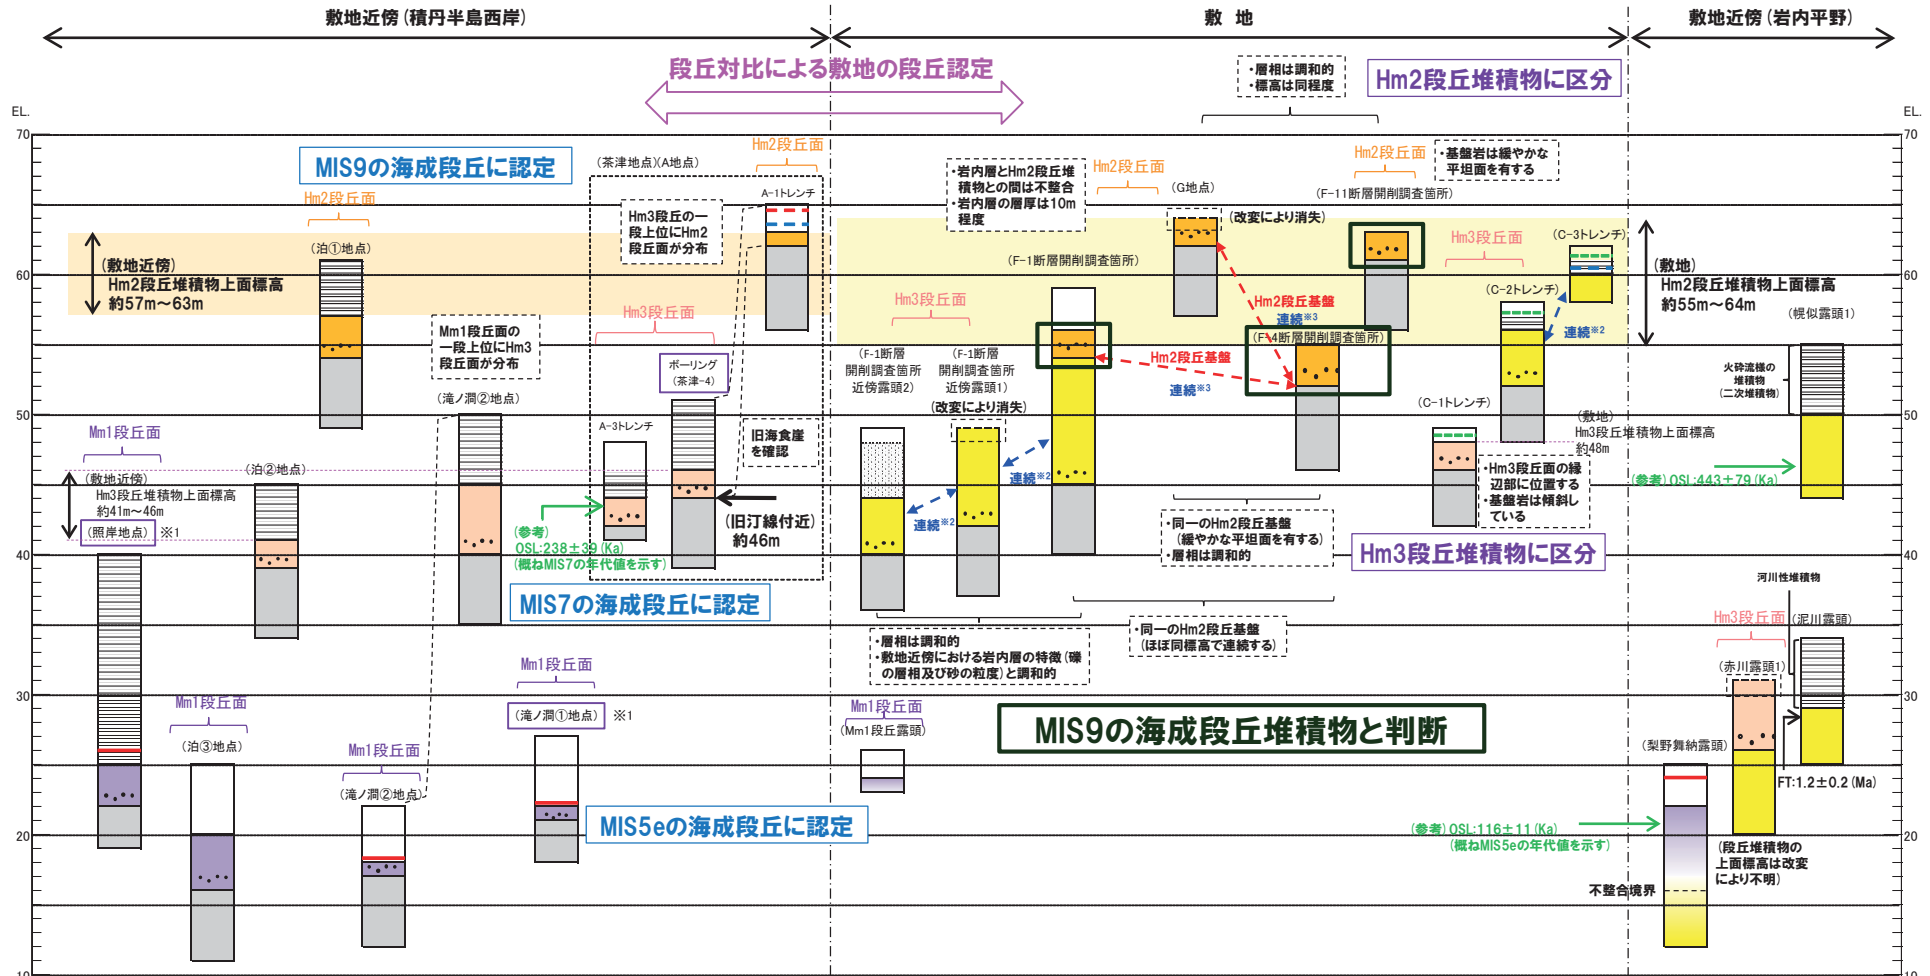 敷地近傍(積丹半島西岸)
敷 地
敷地近傍(岩内平野)
段丘対比による敷地の段丘認定
・層相は調和的
・標高は同程度
Hm2段丘堆積物に区分
EL.
EL.
70
60
50
40
30
20
10
70
60
50
40
30
20
10
MIS9の海成段丘に認定
Hm2段丘面
(泊①地点)
(敷地近傍)
Hm2段丘堆積物上面標高
約57m～63m
(茶津地点)(A地点)
Hm2段丘面
A-1トレンチ
Hm3段丘の一
段上位にHm2
段丘面が分布
Hm3段丘面
ボーリング
(茶津-4)
A-3トレンチ
旧海食崖
を確認
(旧汀線付近)
約46m
Mm1段丘面の
一段上位にHm3
段丘面が分布
(滝ノ澗②地点)
Mm1段丘面
(敷地近傍)
Hm3段丘堆積物上面標高
約41m～46m
(照岸地点) ※1
(泊②地点)
(参考)
OSL:238±39(Ka)
(概ねMIS7の年代値を示す)
MIS7の海成段丘に認定
Mm1段丘面
(泊③地点)
Mm1段丘面
(滝ノ澗②地点)
Mm1段丘面
(滝ノ澗①地点) ※1
MIS5eの海成段丘に認定
・岩内層とHm2段丘堆
積物との間は不整合
・岩内層の層厚は10m
程度
Hm2段丘面
(G地点)
(改変により消失)
Hm2段丘面
(F-11断層開削調査箇所)
・基盤岩は緩やかな
平坦面を有する
Hm3段丘面
(C-3トレンチ)
(C-2トレンチ)
(C-1トレンチ)
(敷地)
Hm2段丘堆積物上面標高
約55m～64m
(幌似露頭1)
Hm3段丘面
(F-1断層
開削調査箇所
近傍露頭2)
(F-1断層
開削調査箇所
近傍露頭1)
(改変により消失)
(F-1断層開削調査箇所)
Hm2段丘基盤
連続※3
(F-4断層開削調査箇所)
Hm2段丘基盤
連続※3
連続※2
連続※2
連続※2
火砕流様の
堆積物
(二次堆積物)
(敷地)
Hm3段丘堆積物上面標高
約48m
・Hm3段丘面の縁
辺部に位置する
・基盤岩は傾斜し
ている
(参考)OSL:443±79(Ka)
・同一のHm2段丘基盤
(緩やかな平坦面を有する)
・層相は調和的
Hm3段丘堆積物に区分
・層相は調和的
・敷地近傍における岩内層の特徴(礫
の層相及び砂の粒度)と調和的
・同一のHm2段丘基盤
(ほぼ同標高で連続する)
Mm1段丘面
(Mm1段丘露頭)
MIS9の海成段丘堆積物と判断
河川性堆積物
Hm3段丘面
(泥川露頭)
(赤川露頭1)
(梨野舞納露頭)
FT:1.2±0.2(Ma)
(参考)OSL:116±11(Ka)
(概ねMIS5eの年代値を示す)
(段丘堆積物の
上面標高は改変
により不明)
不整合境界